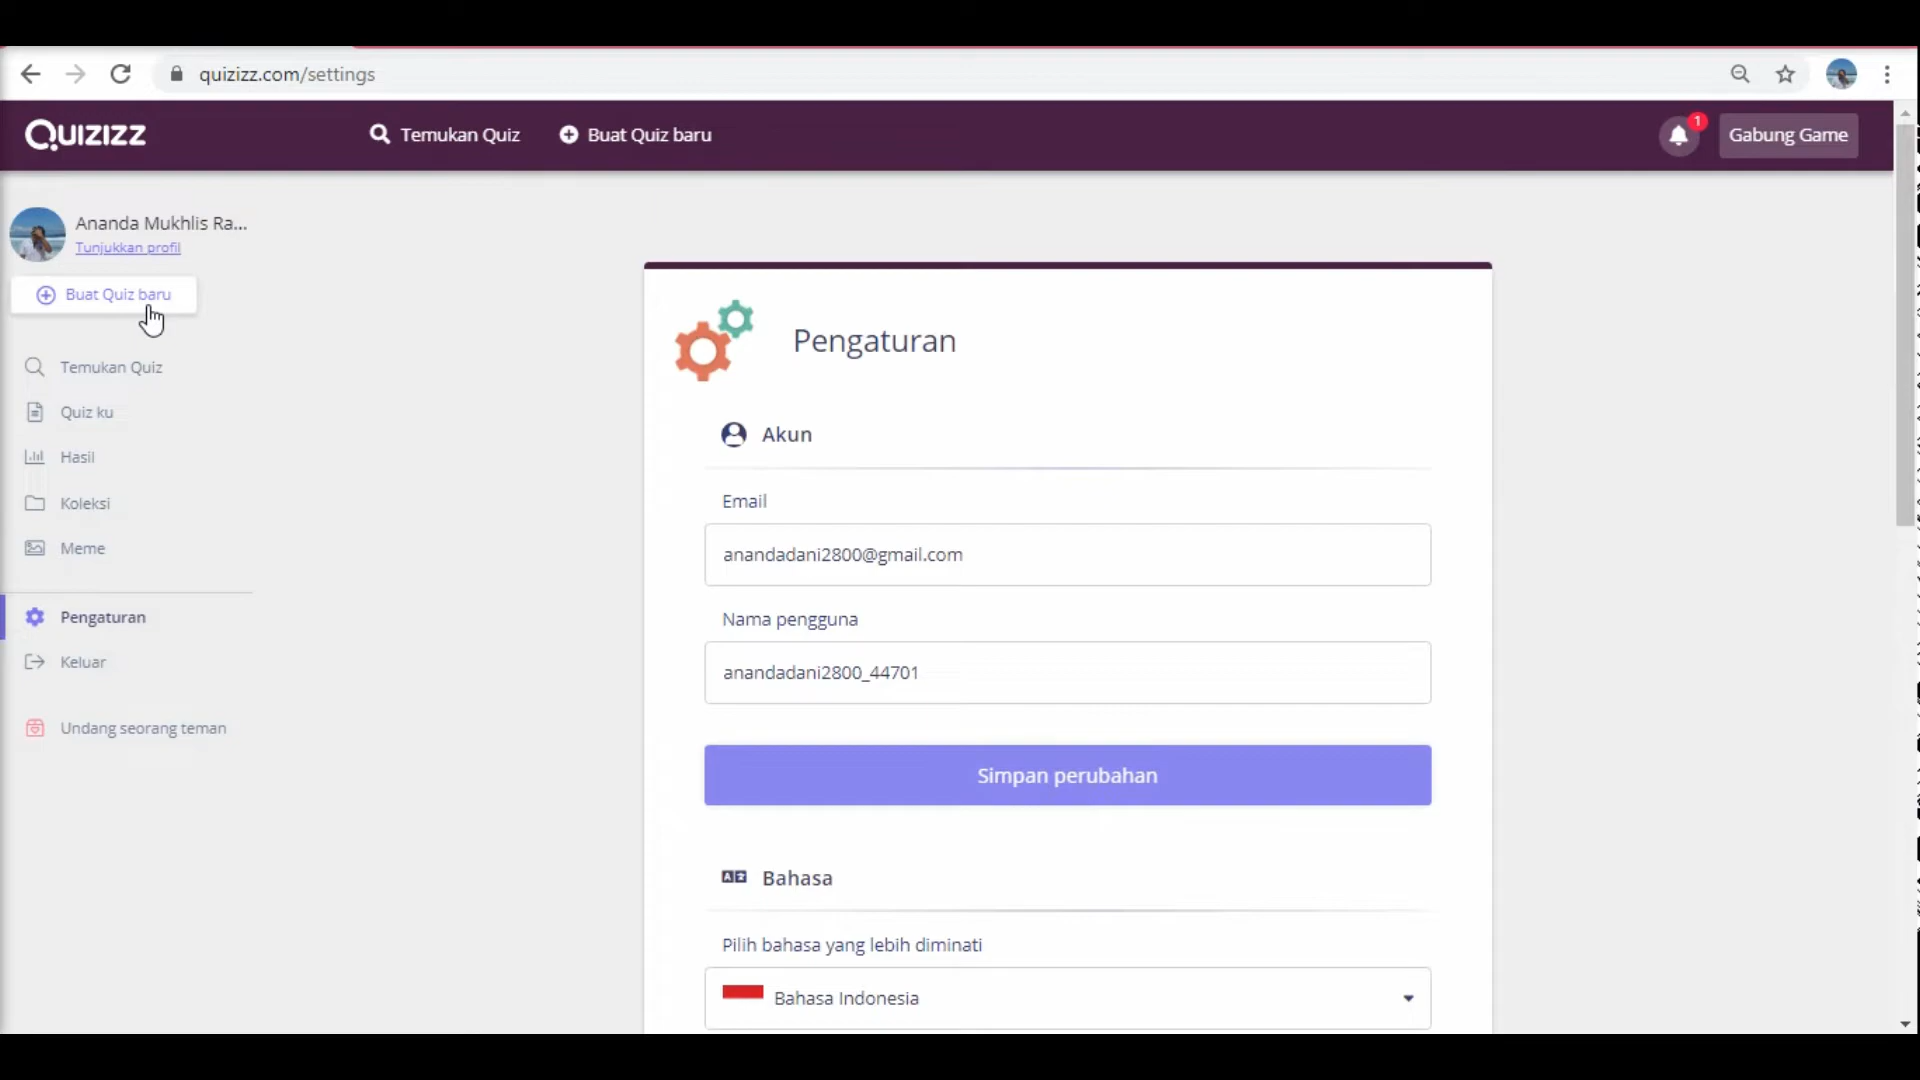 quizizz.com/settings
QUIZIZZ
Temukan Quiz
Buat Quiz baru
1
Gabung Game
Ananda Mukhlis Ra...
Tunjukkan profil
Buat Quiz baru
Temukan Quiz
Quiz ku
Hasil
Koleksi
Meme
Pengaturan
Keluar
Undang seorang teman
Pengaturan
Akun
Email
anandadani2800@gmail.com
Nama pengguna
anandadani2800_44701
Simpan perubahan
Bahasa
Pilih bahasa yang lebih diminati
Bahasa Indonesia